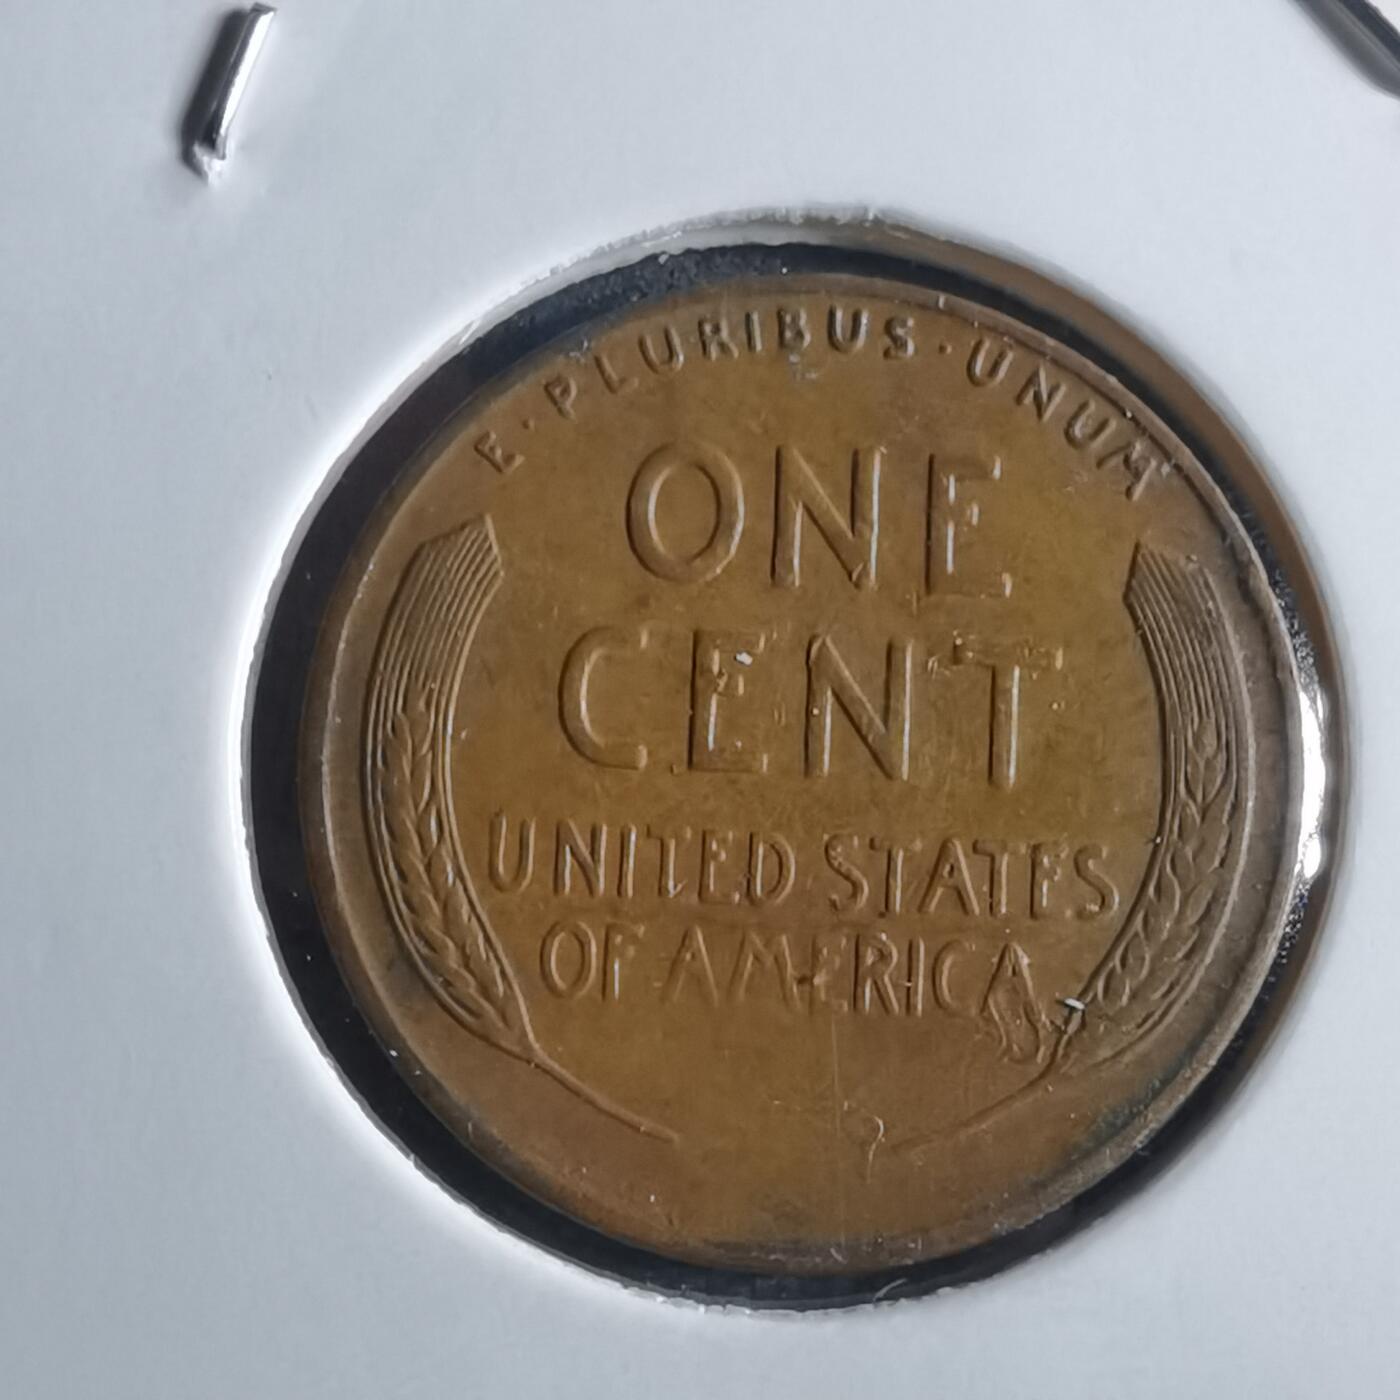 E·PLURIBUS·UNUM
ONE
CENT
UNITED STATES
OF AMERICA